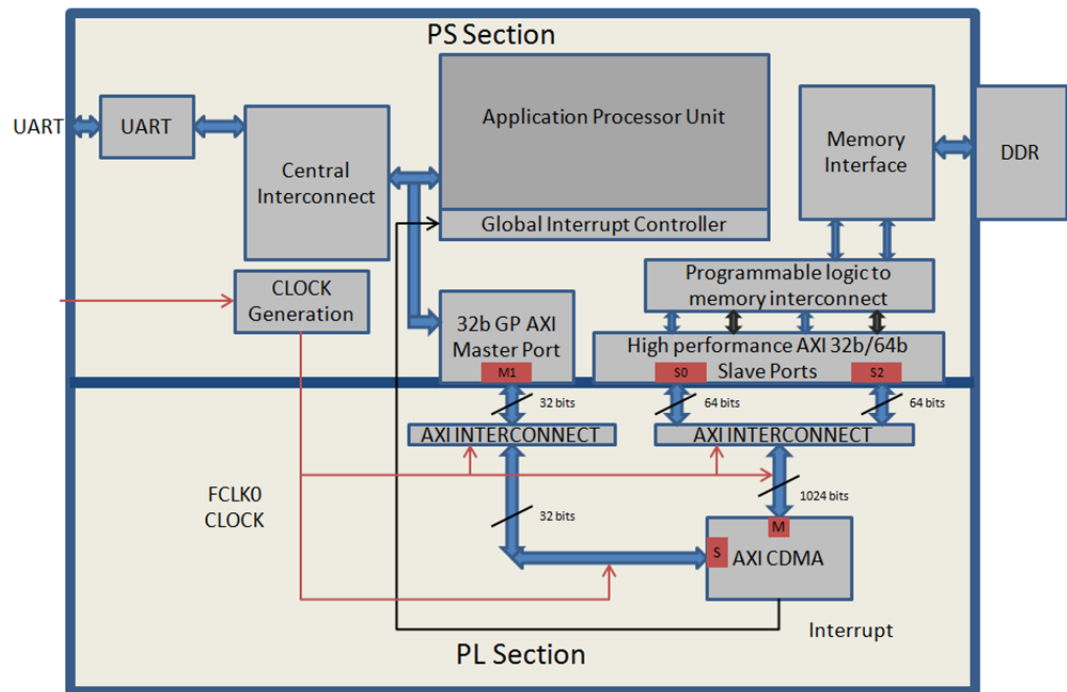 PS Section
UART
UART
Central
Interconnect
Application Processor Unit
Global Interrupt Controller
Memory
Interface
DDR
CLOCK
Generation
32b GP AXI
Master Port
M1
Programmable logic to
memory interconnect
High performance AXI 32b/64b
Slave Ports
S0
S2
32 bits
64 bits
64 bits
AXI INTERCONNECT
AXI INTERCONNECT
FCLK0
CLOCK
32 bits
1024 bits
M
S
AXI CDMA
Interrupt
PL Section